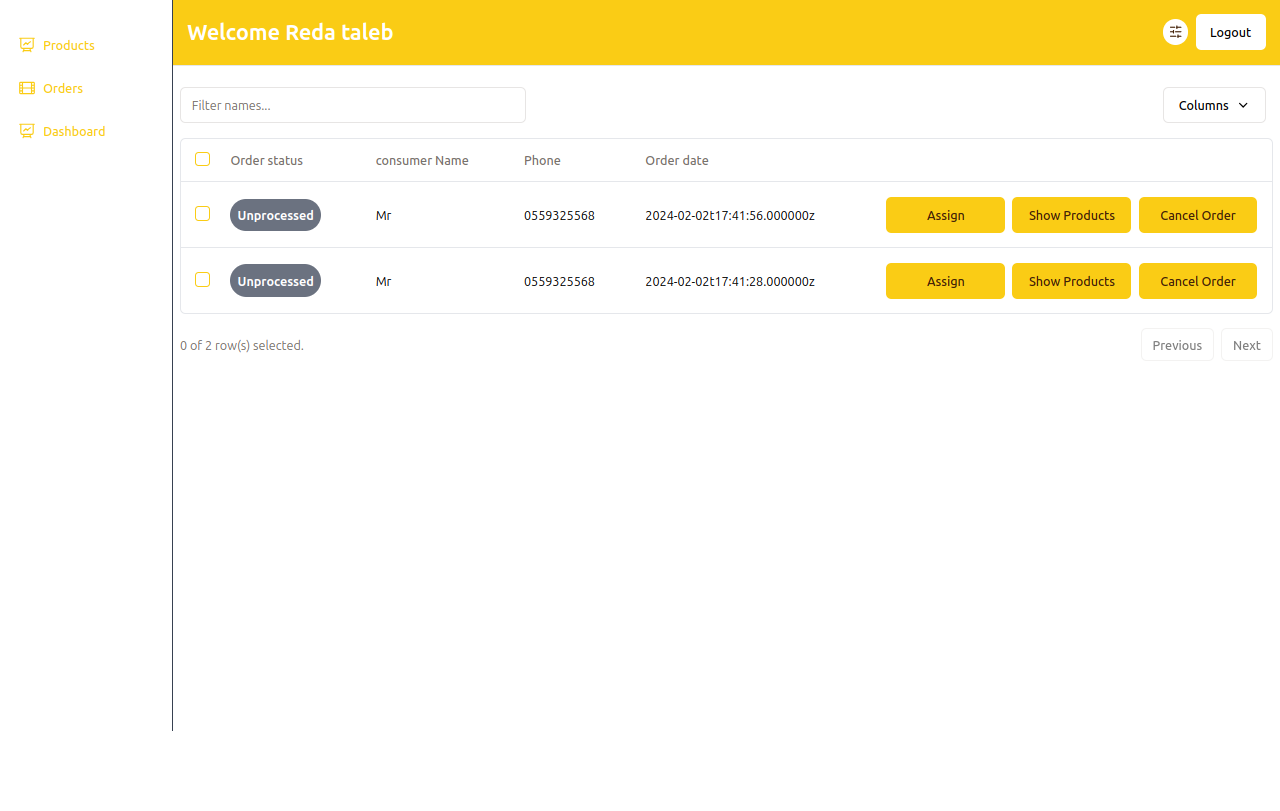 Welcome Reda taleb
Logout
Products
Orders
Dashboard
Filter names...
Columns
Order status consumer Name Phone Order date
Unprocessed Mr 0559325568 2024-02-02t17:41:56.000000z Assign Show Products Cancel Order
Unprocessed Mr 0559325568 2024-02-02t17:41:28.000000z Assign Show Products Cancel Order
0 of 2 row(s) selected.
Previous Next